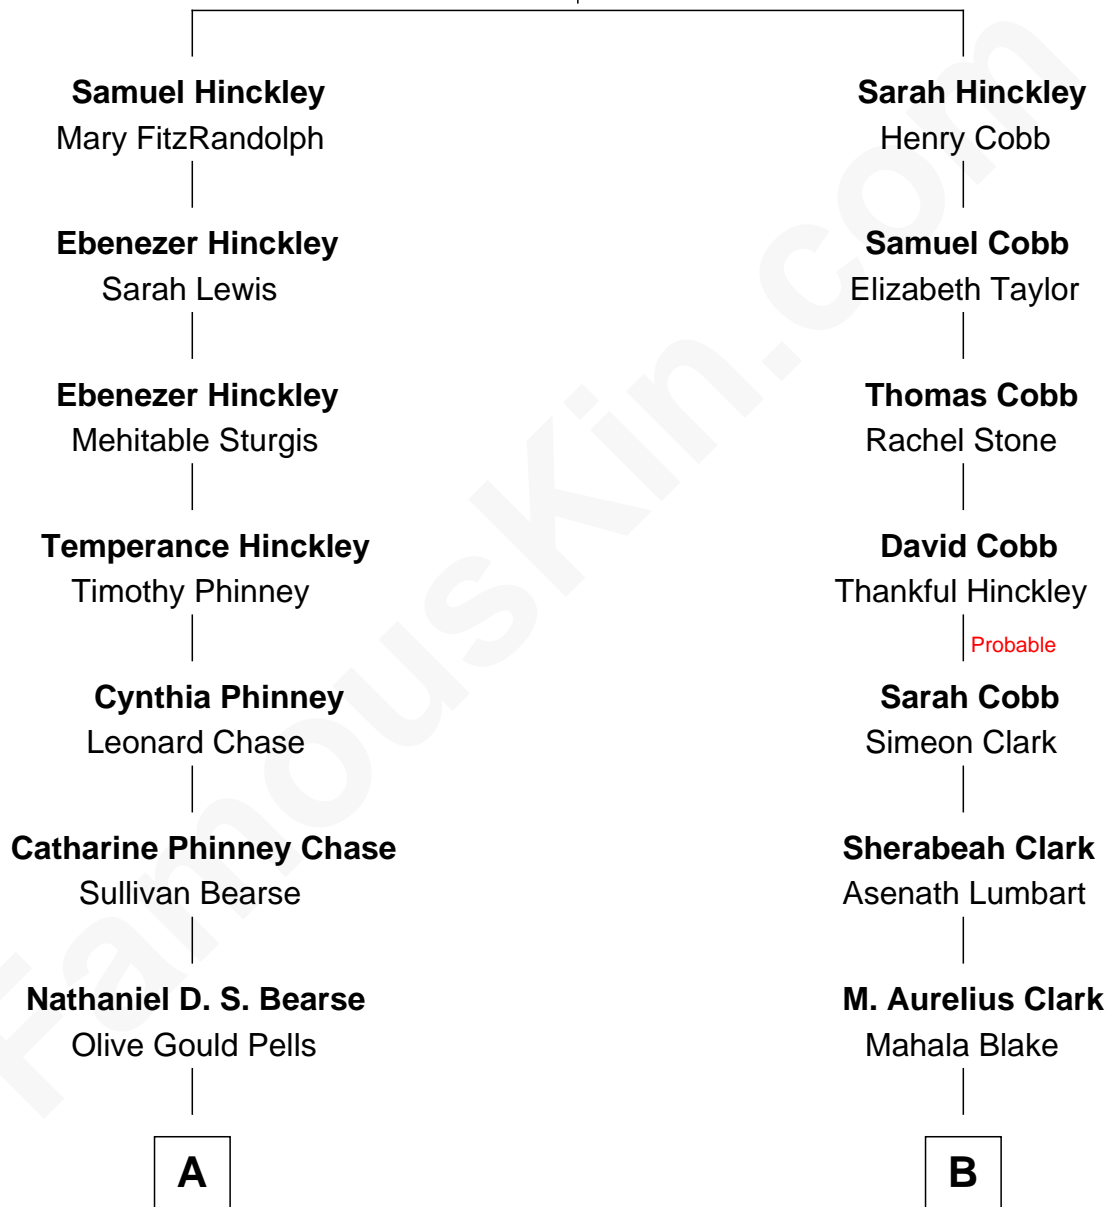 Samuel Hinckley
Mary FitzRandolph
Ebenezer Hinckley
Sarah Lewis
Ebenezer Hinckley
Mehitable Sturgis
Temperance Hinckley
Timothy Phinney
Cynthia Phinney
Leonard Chase
Catharine Phinney Chase
Sullivan Bearse
Nathaniel D. S. Bearse
Olive Gould Pells
A
Sarah Hinckley
Henry Cobb
Samuel Cobb
Elizabeth Taylor
Thomas Cobb
Rachel Stone
David Cobb
Thankful Hinckley
Probable
Sarah Cobb
Simeon Clark
Sherabeah Clark
Asenath Lumbart
M. Aurelius Clark
Mahala Blake
B
FamousKin.com